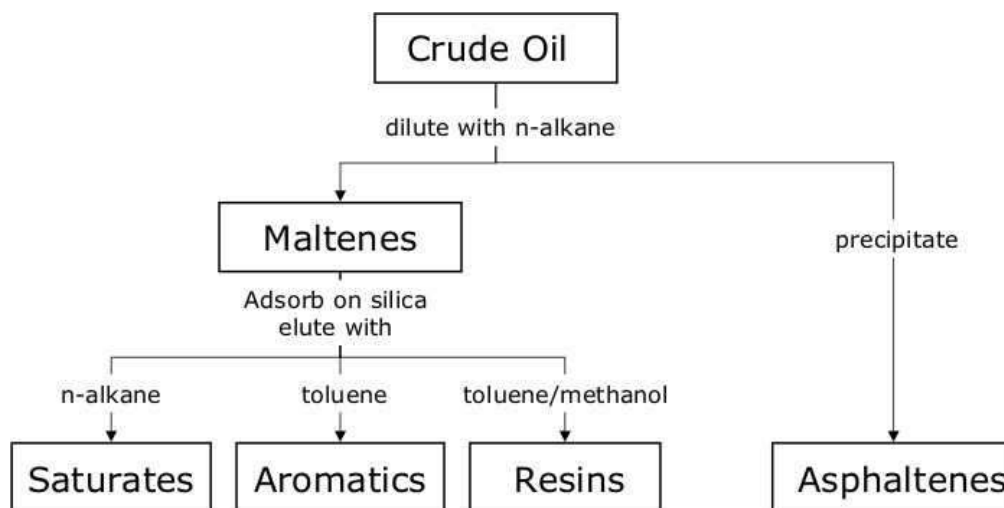 Crude Oil
dilute with n-alkane
Maltenes
precipitate
Adsorb on silica
elute with
n-alkane
toluene
toluene/methanol
Saturates
Aromatics
Resins
Asphaltenes